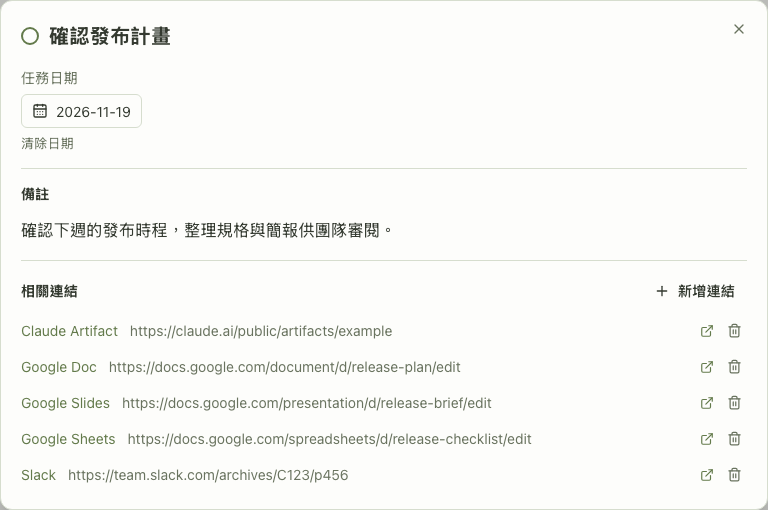 確認發布計畫
任務日期
2026-11-19
清除日期
備註
確認下週的發布時程，整理規格與簡報供團隊審閱。
相關連結
新增連結
Claude Artifact https://claude.ai/public/artifacts/example
Google Doc https://docs.google.com/document/d/release-plan/edit
Google Slides https://docs.google.com/presentation/d/release-brief/edit
Google Sheets https://docs.google.com/spreadsheets/d/release-checklist/edit
Slack https://team.slack.com/archives/C123/p456